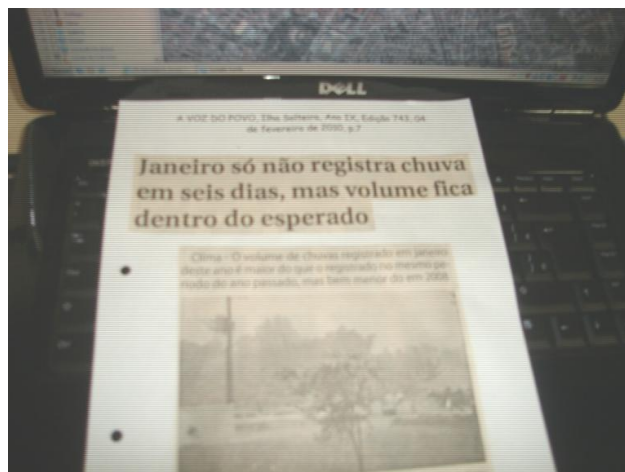 DELL
A VOZ DO POVO, Ilha Solteira, Ano IX, Edição 743, 04
de fevereiro de 2010, p.7
Janeiro só não registra chuva
em seis dias, mas volume fica
dentro do esperado
Clima - O volume de chuvas registrado em janeiro
deste ano é maior do que o registrado no mesmo pe-
ríodo do ano passado, mas bem menor do em 2008